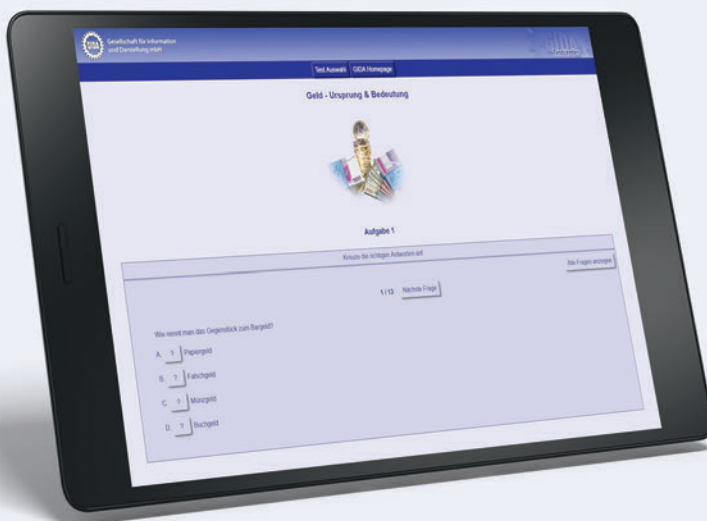 GIDA
Gesellschaft für Information
und Darstellung mbH
Test Auswahl GIDA Homepage
Geld - Ursprung & Bedeutung
Aufgabe 1
Kreuze die richtigen Antworten an!
Alle Fragen anzeigen
1 / 13 Nächste Frage
Wie nennt man das Gegenstück zum Bargeld?
A. ? Papiergeld
B. ? Falschgeld
C. ? Münzgeld
D. ? Buchgeld